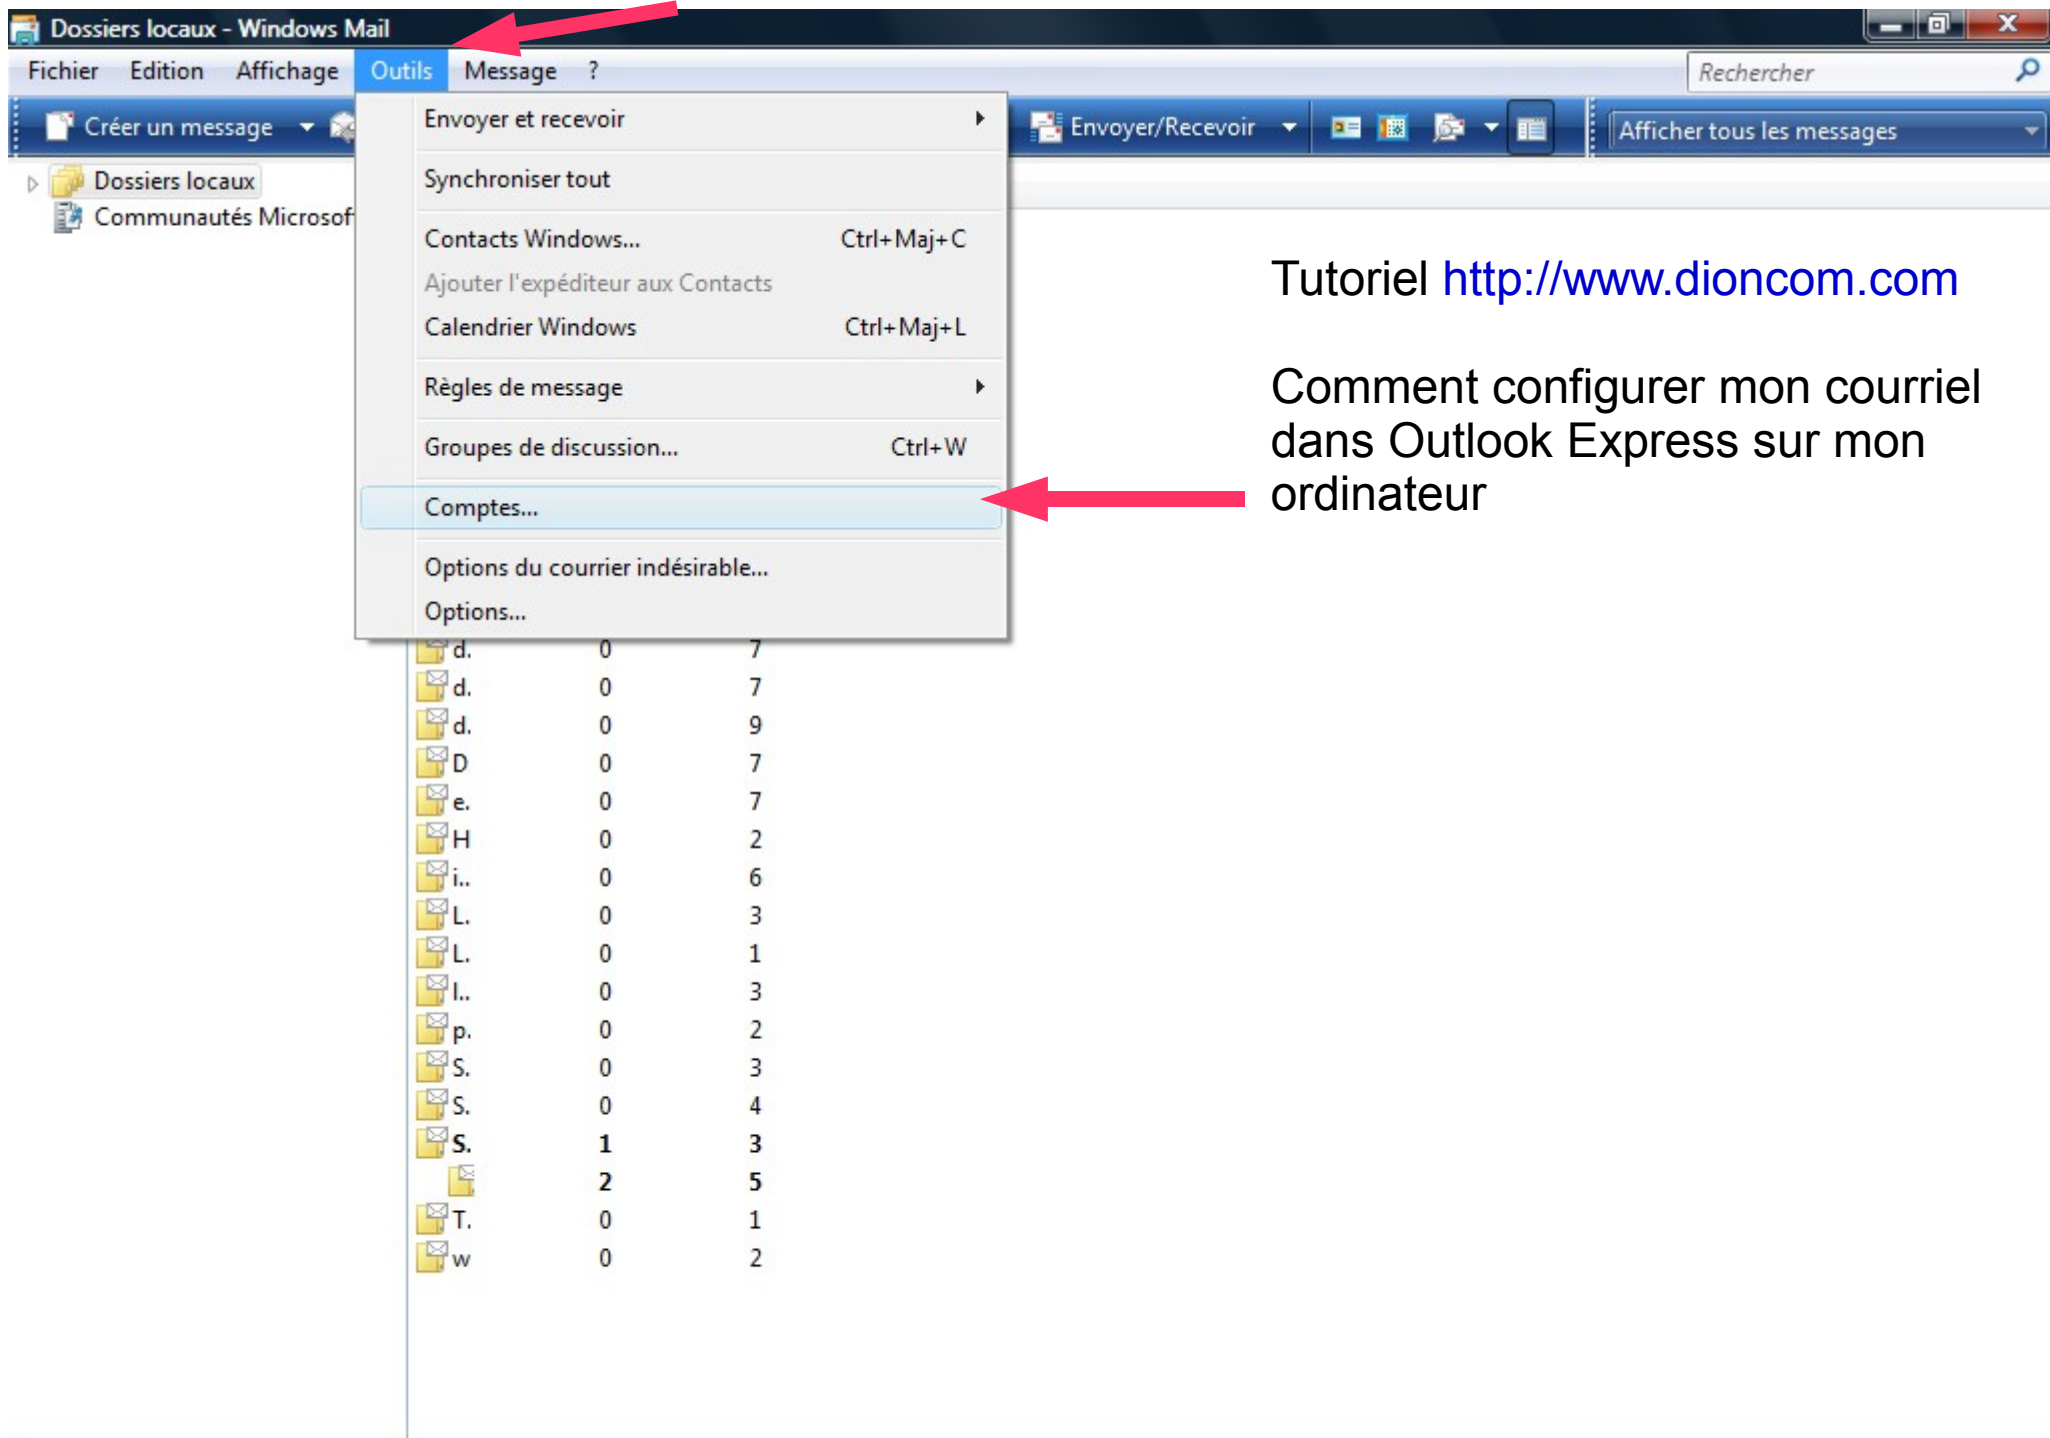 Dossiers locaux - Windows Mail
Fichier Edition Affichage Outils Message ?
Rechercher
Créer un message
Envoyer/Recevoir
Afficher tous les messages
Dossiers locaux
Communautés Microsof
Envoyer et recevoir
Synchroniser tout
Contacts Windows... Ctrl+Maj+C
Ajouter l'expéditeur aux Contacts
Calendrier Windows Ctrl+Maj+L
Règles de message
Groupes de discussion... Ctrl+W
Comptes...
Options du courrier indésirable...
Options...
Tutoriel http://www.dioncom.com
Comment configurer mon courriel
dans Outlook Express sur mon
ordinateur
d. 0 7
d. 0 7
d. 0 9
D 0 7
e. 0 7
H 0 2
i.. 0 6
L. 0 3
L. 0 1
l.. 0 3
p. 0 2
S. 0 3
S. 0 4
S. 1 3
2 5
T. 0 1
w 0 2